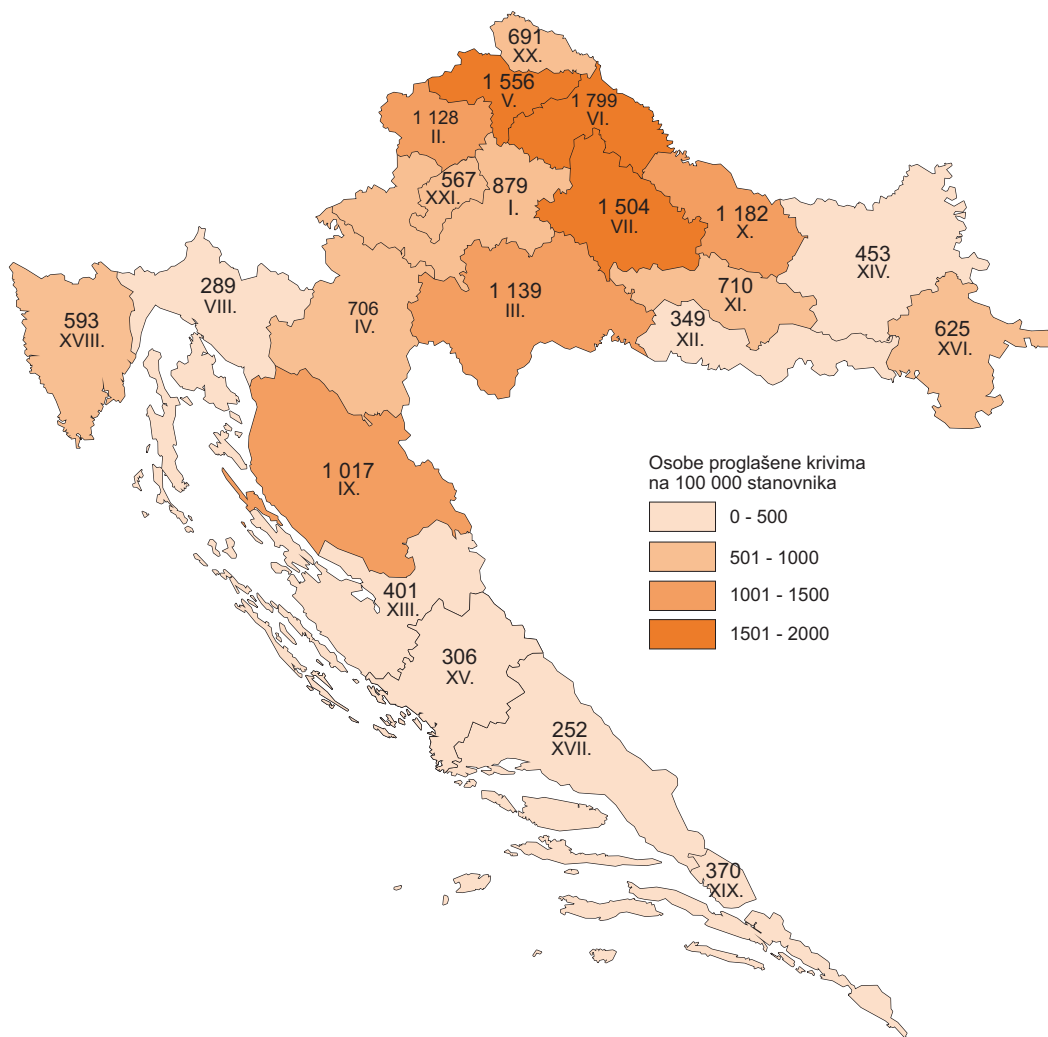 691
XX.
1 556
V.
1 799
VI.
1 128
II.
567
XXI.
879
I.
1 504
VII.
1 182
X.
453
XIV.
289
VIII.
706
IV.
1 139
III.
710
XI.
349
XII.
593
XVIII.
625
XVI.
1 017
IX.
Osobe proglašene krivima
na 100 000 stanovnika
0 - 500
501 - 1000
1001 - 1500
1501 - 2000
401
XIII.
306
XV.
252
XVII.
370
XIX.